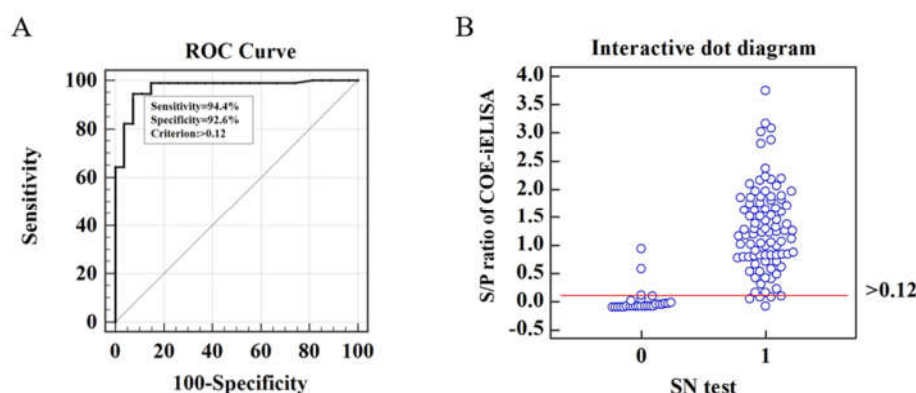 A
ROC Curve
Sensitivity
100
80
60
40
20
0
Sensitivity=94.4%
Specificity=92.6%
Criterion:>0.12
0 20 40 60 80 100
100-Specificity
B
Interactive dot diagram
S/P ratio of COE-iELISA
4.0
3.5
3.0
2.5
2.0
1.5
1.0
0.5
0.0
-0.5
>0.12
0 1
SN test